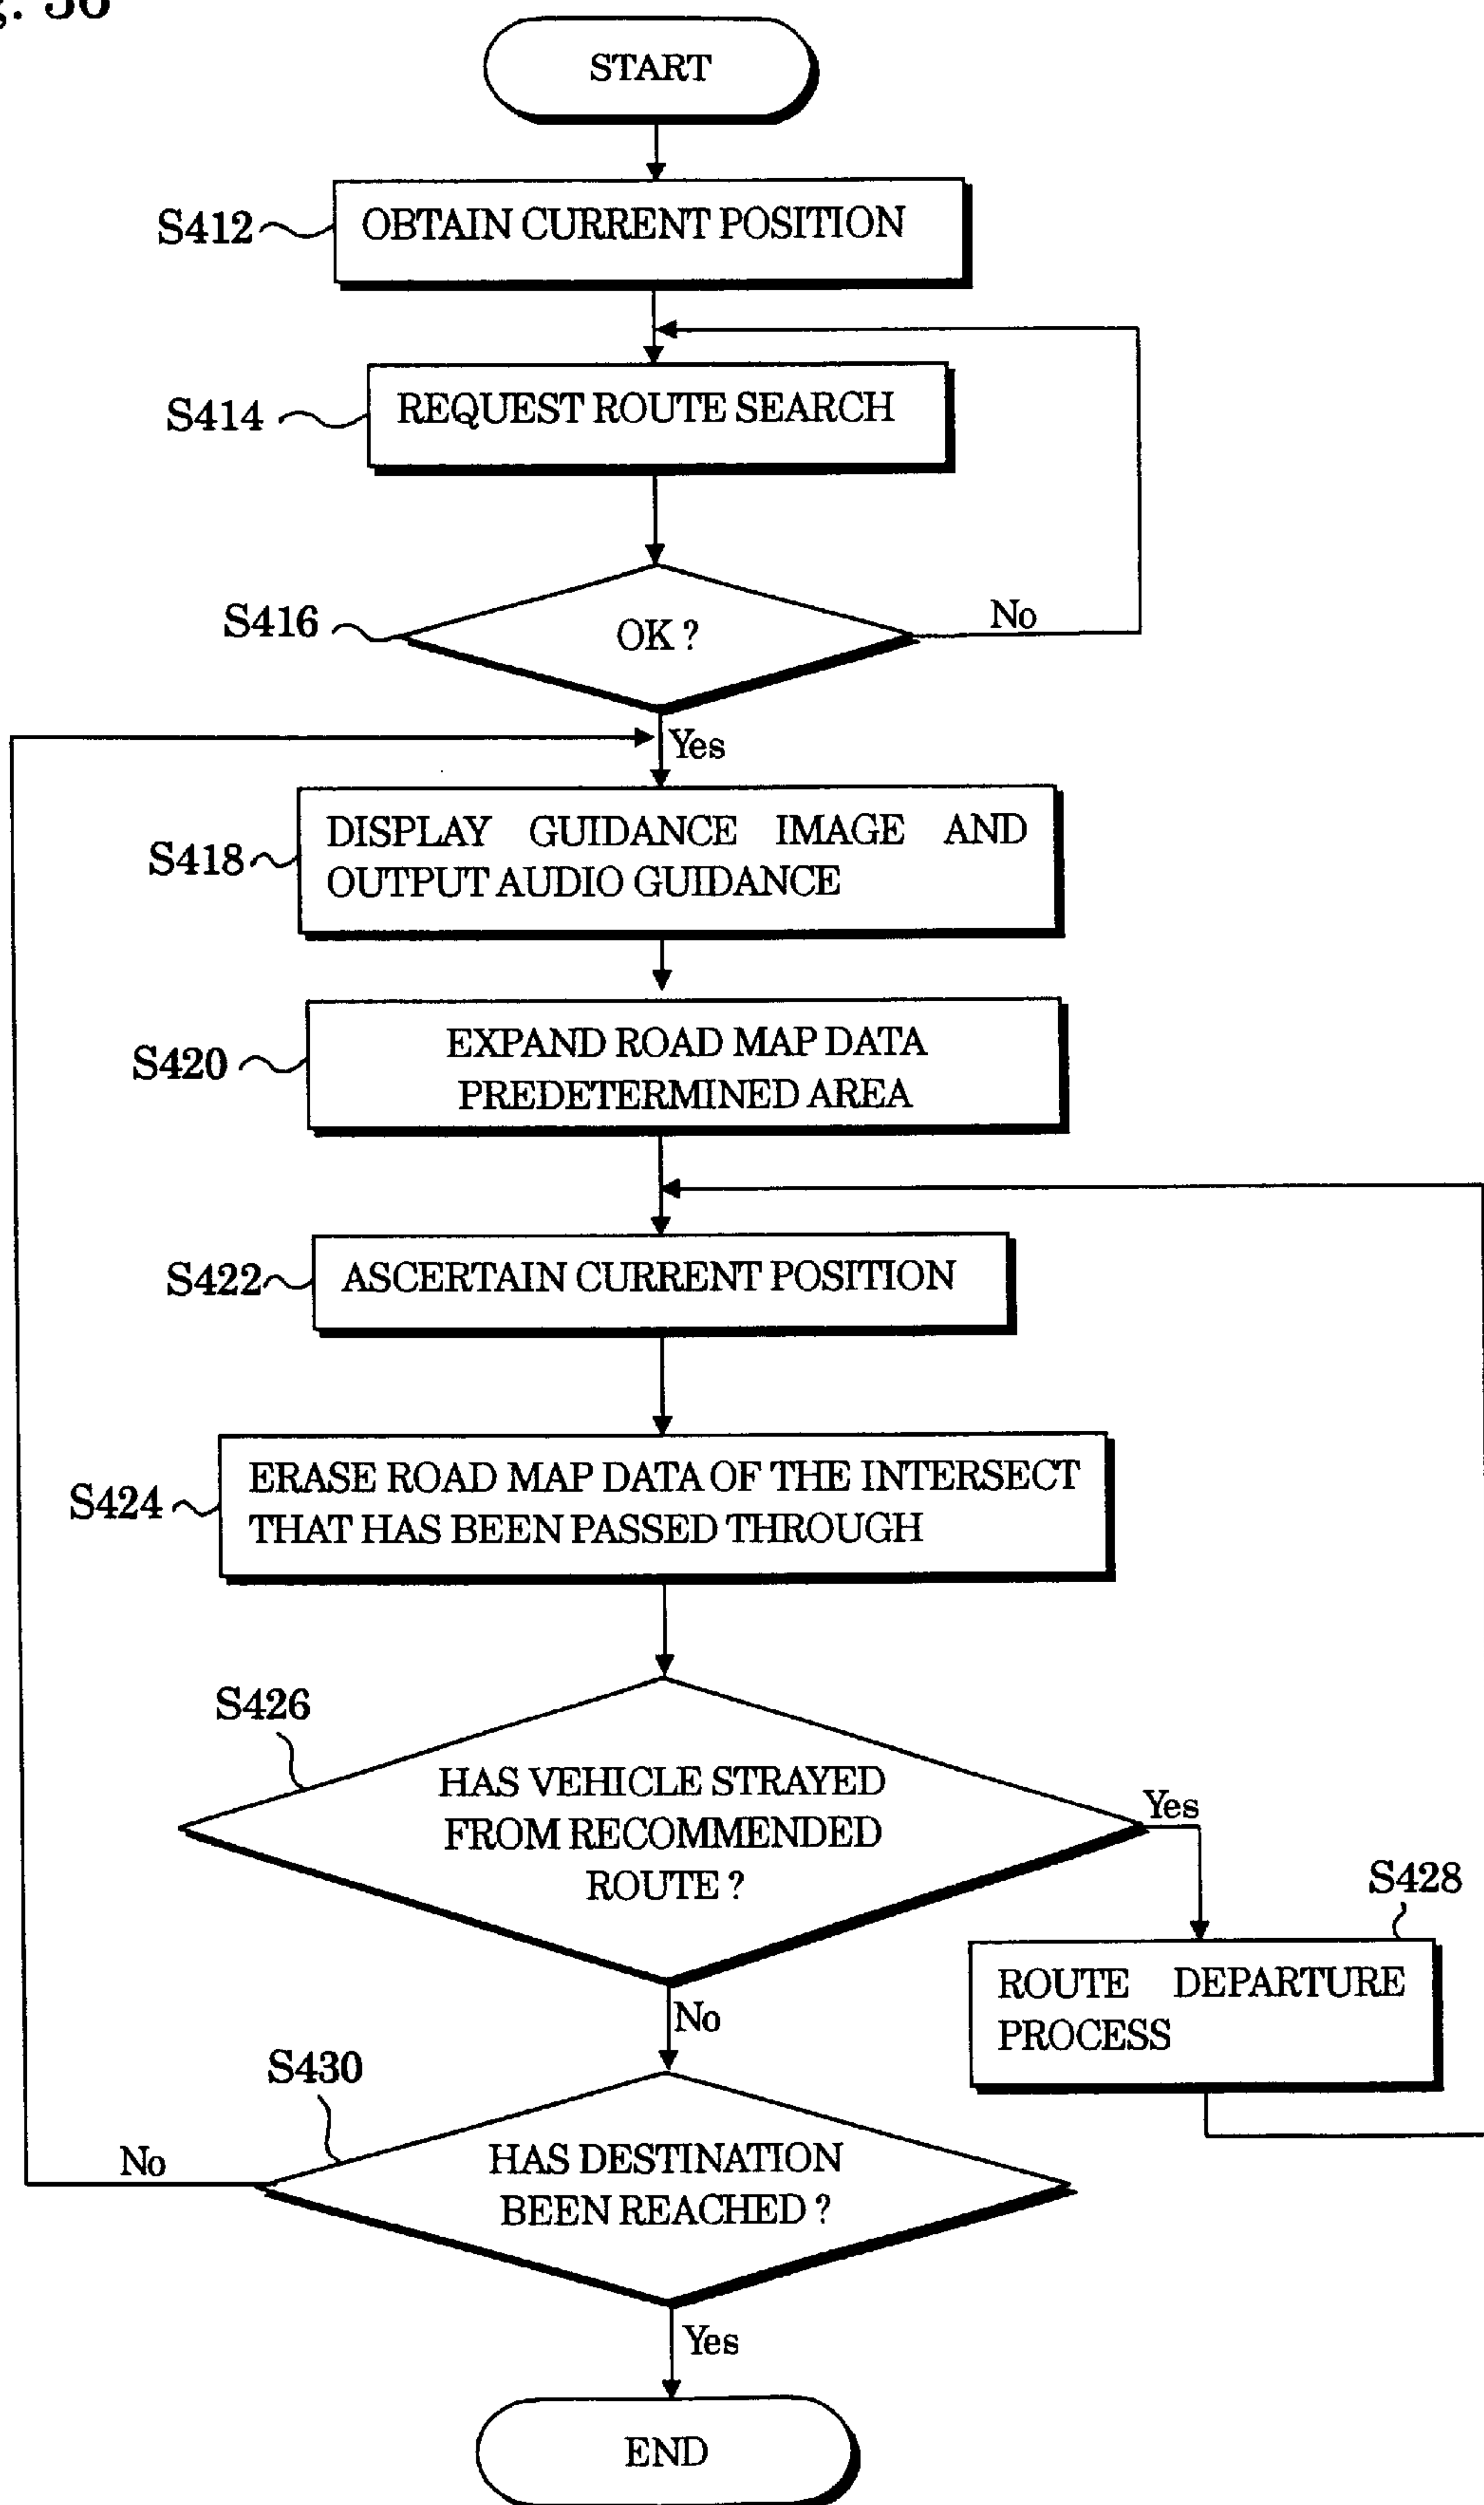 START
S412
OBTAIN CURRENT POSITION
S414
REQUEST ROUTE SEARCH
S416
OK ?
No
Yes
S418
DISPLAY GUIDANCE IMAGE AND
OUTPUT AUDIO GUIDANCE
S420
EXPAND ROAD MAP DATA
PREDETERMINED AREA
S422
ASCERTAIN CURRENT POSITION
S424
ERASE ROAD MAP DATA OF THE INTERSECT
THAT HAS BEEN PASSED THROUGH
S426
HAS VEHICLE STRAYED
FROM RECOMMENDED
ROUTE ?
Yes
S428
ROUTE DEPARTURE
PROCESS
No
S430
HAS DESTINATION
BEEN REACHED ?
No
Yes
END